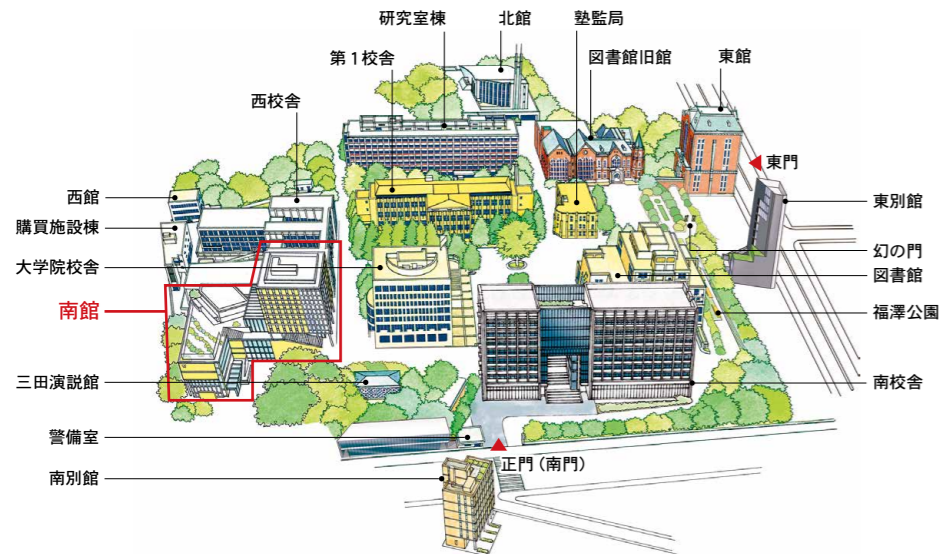 研究室棟
北館
塾監局
第１校舎
図書館旧館
東館
西校舎
東門
西館
東別館
購買施設棟
幻の門
大学院校舎
図書館
南館
福澤公園
三田演説館
南校舎
警備室
正門（南門）
南別館